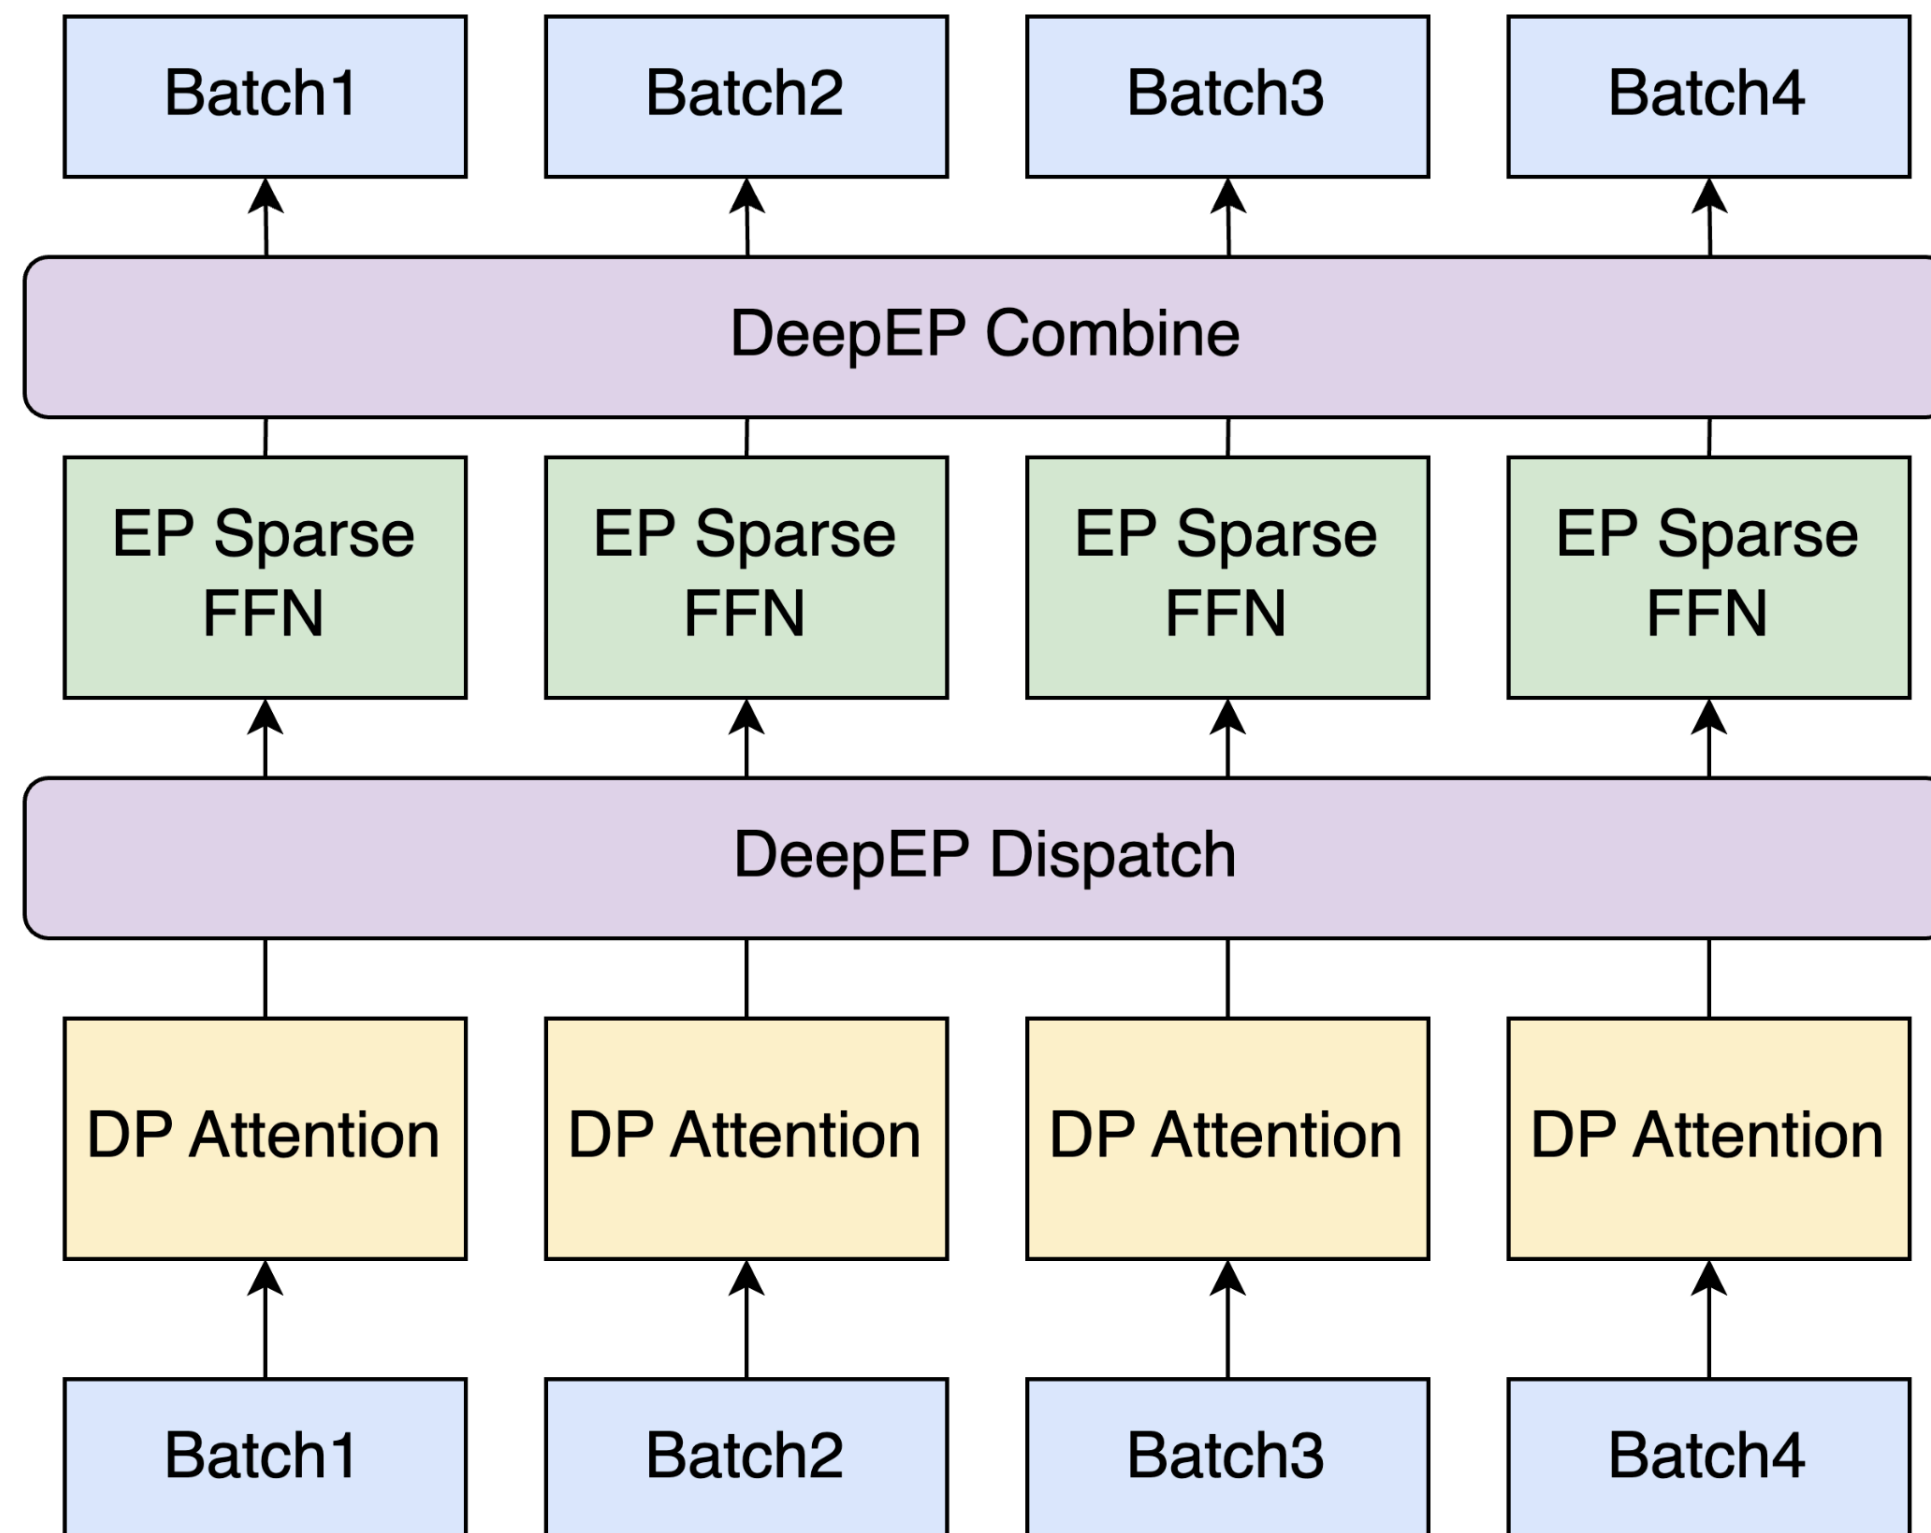 Batch1
Batch2
Batch3
Batch4
DeepEP Combine
EP Sparse
FFN
EP Sparse
FFN
EP Sparse
FFN
EP Sparse
FFN
DeepEP Dispatch
DP Attention
DP Attention
DP Attention
DP Attention
Batch1
Batch2
Batch3
Batch4